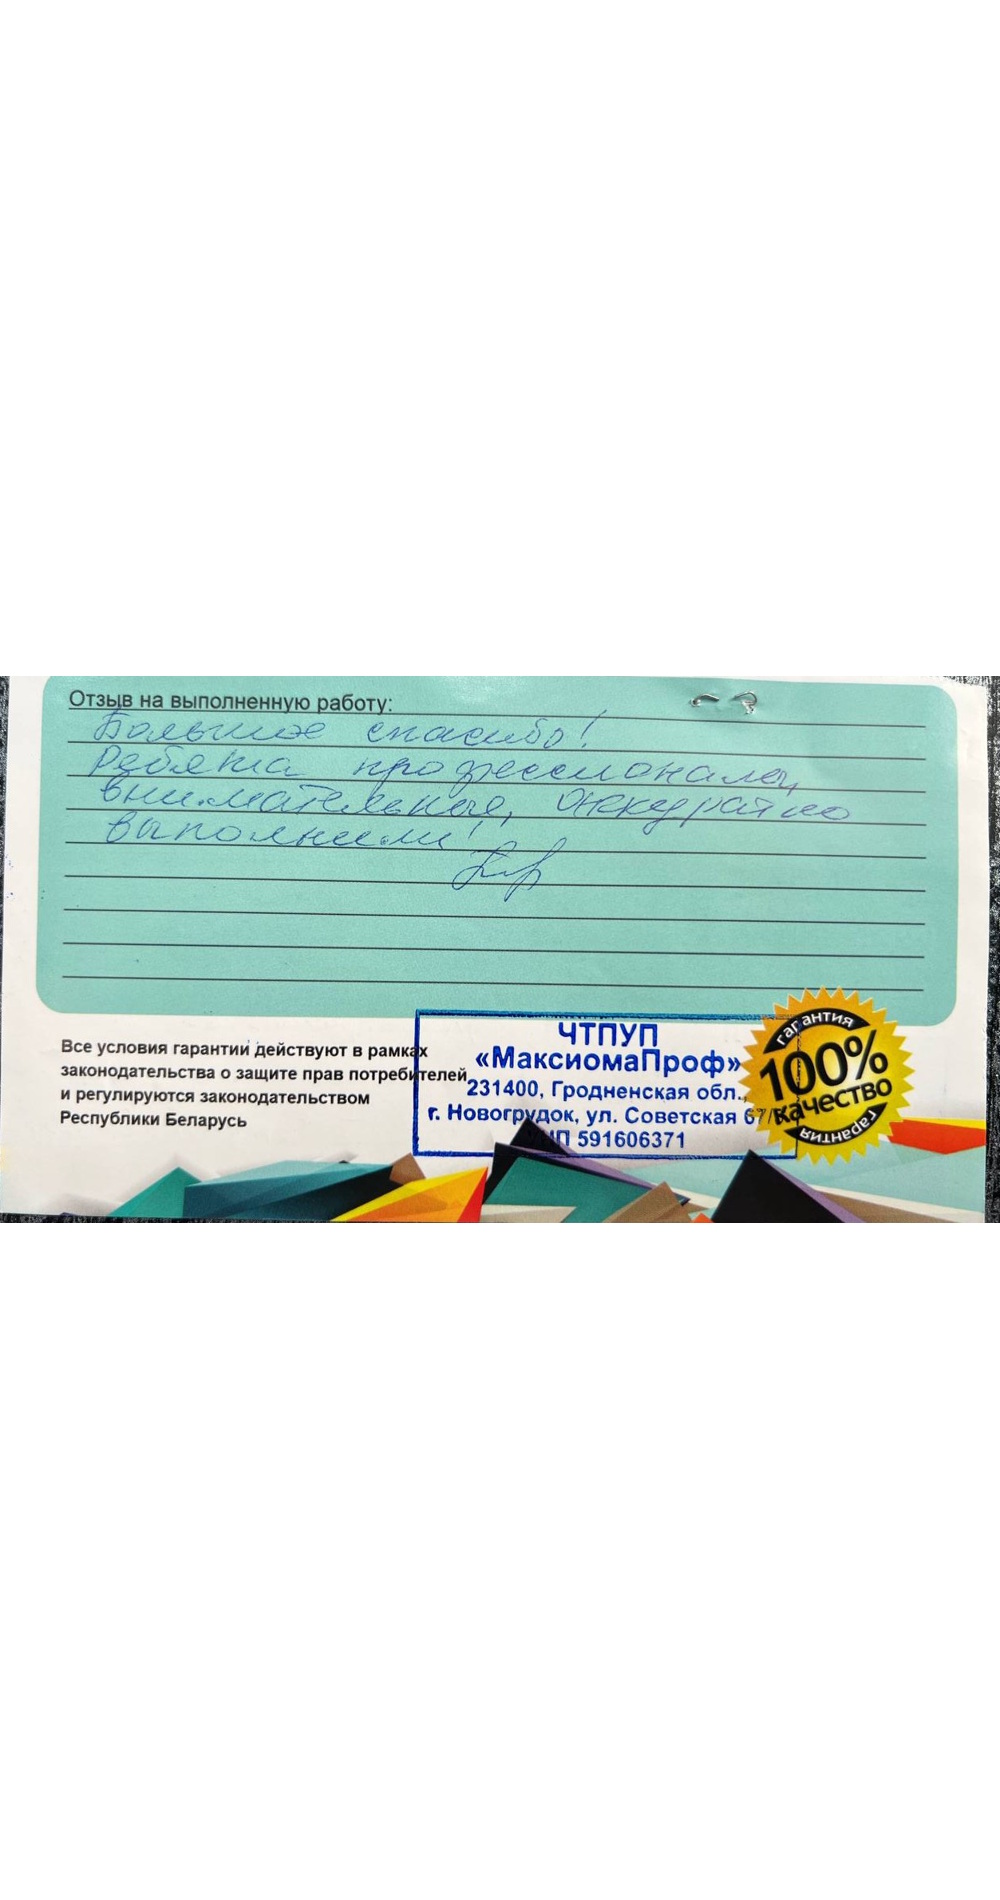 Отзыв на выполненную работу:
Большое спасибо!
Ребята профессионалы,
внимательные, аккуратно
выполнили!
Все условия гарантии действуют в рамках
законодательства о защите прав потребителей
и регулируются законодательством
Республики Беларусь
ЧТПУП
«МаксиомаПроф»
231400, Гродненская обл.,
г. Новогрудок, ул. Советская
591606371
гарантия
100%
качество
гарантия